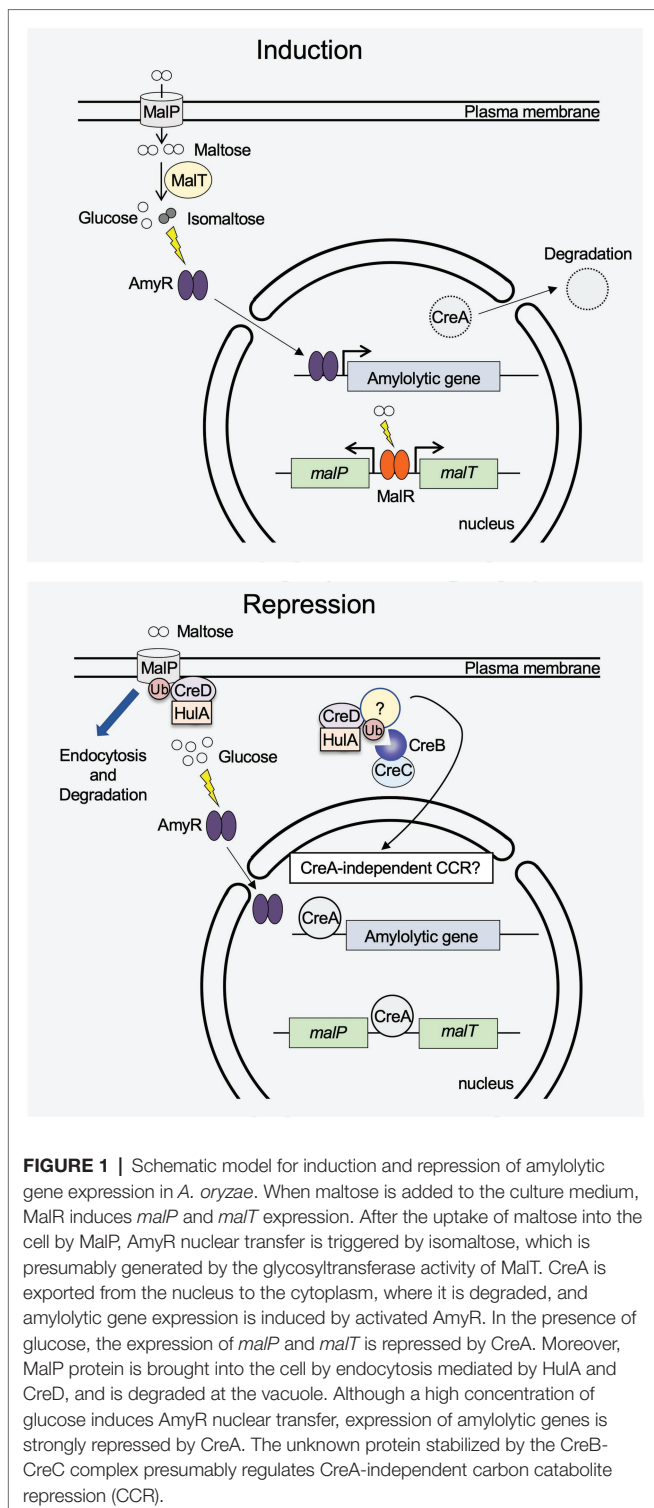 Induction
MalP
Plasma membrane
Maltose
MalT
Glucose
Isomaltose
AmyR
Degradation
CreA
Amylolytic gene
malP
malT
MalR
nucleus
Repression
Maltose
MalP
Plasma membrane
Ub
CreD
HulA
?
CreD
Ub
HulA
CreB
CreC
Endocytosis
and
Degradation
Glucose
AmyR
CreA-independent CCR?
CreA
Amylolytic gene
CreA
malP
malT
nucleus
FIGURE 1 | Schematic model for induction and repression of amylolytic
gene expression in A. oryzae. When maltose is added to the culture medium,
MalR induces malP and malT expression. After the uptake of maltose into the
cell by MalP, AmyR nuclear transfer is triggered by isomaltose, which is
presumably generated by the glycosyltransferase activity of MalT. CreA is
exported from the nucleus to the cytoplasm, where it is degraded, and
amylolytic gene expression is induced by activated AmyR. In the presence of
glucose, the expression of malP and malT is repressed by CreA. Moreover,
MalP protein is brought into the cell by endocytosis mediated by HulA and
CreD, and is degraded at the vacuole. Although a high concentration of
glucose induces AmyR nuclear transfer, expression of amylolytic genes is
strongly repressed by CreA. The unknown protein stabilized by the CreB-
CreC complex presumably regulates CreA-independent carbon catabolite
repression (CCR).